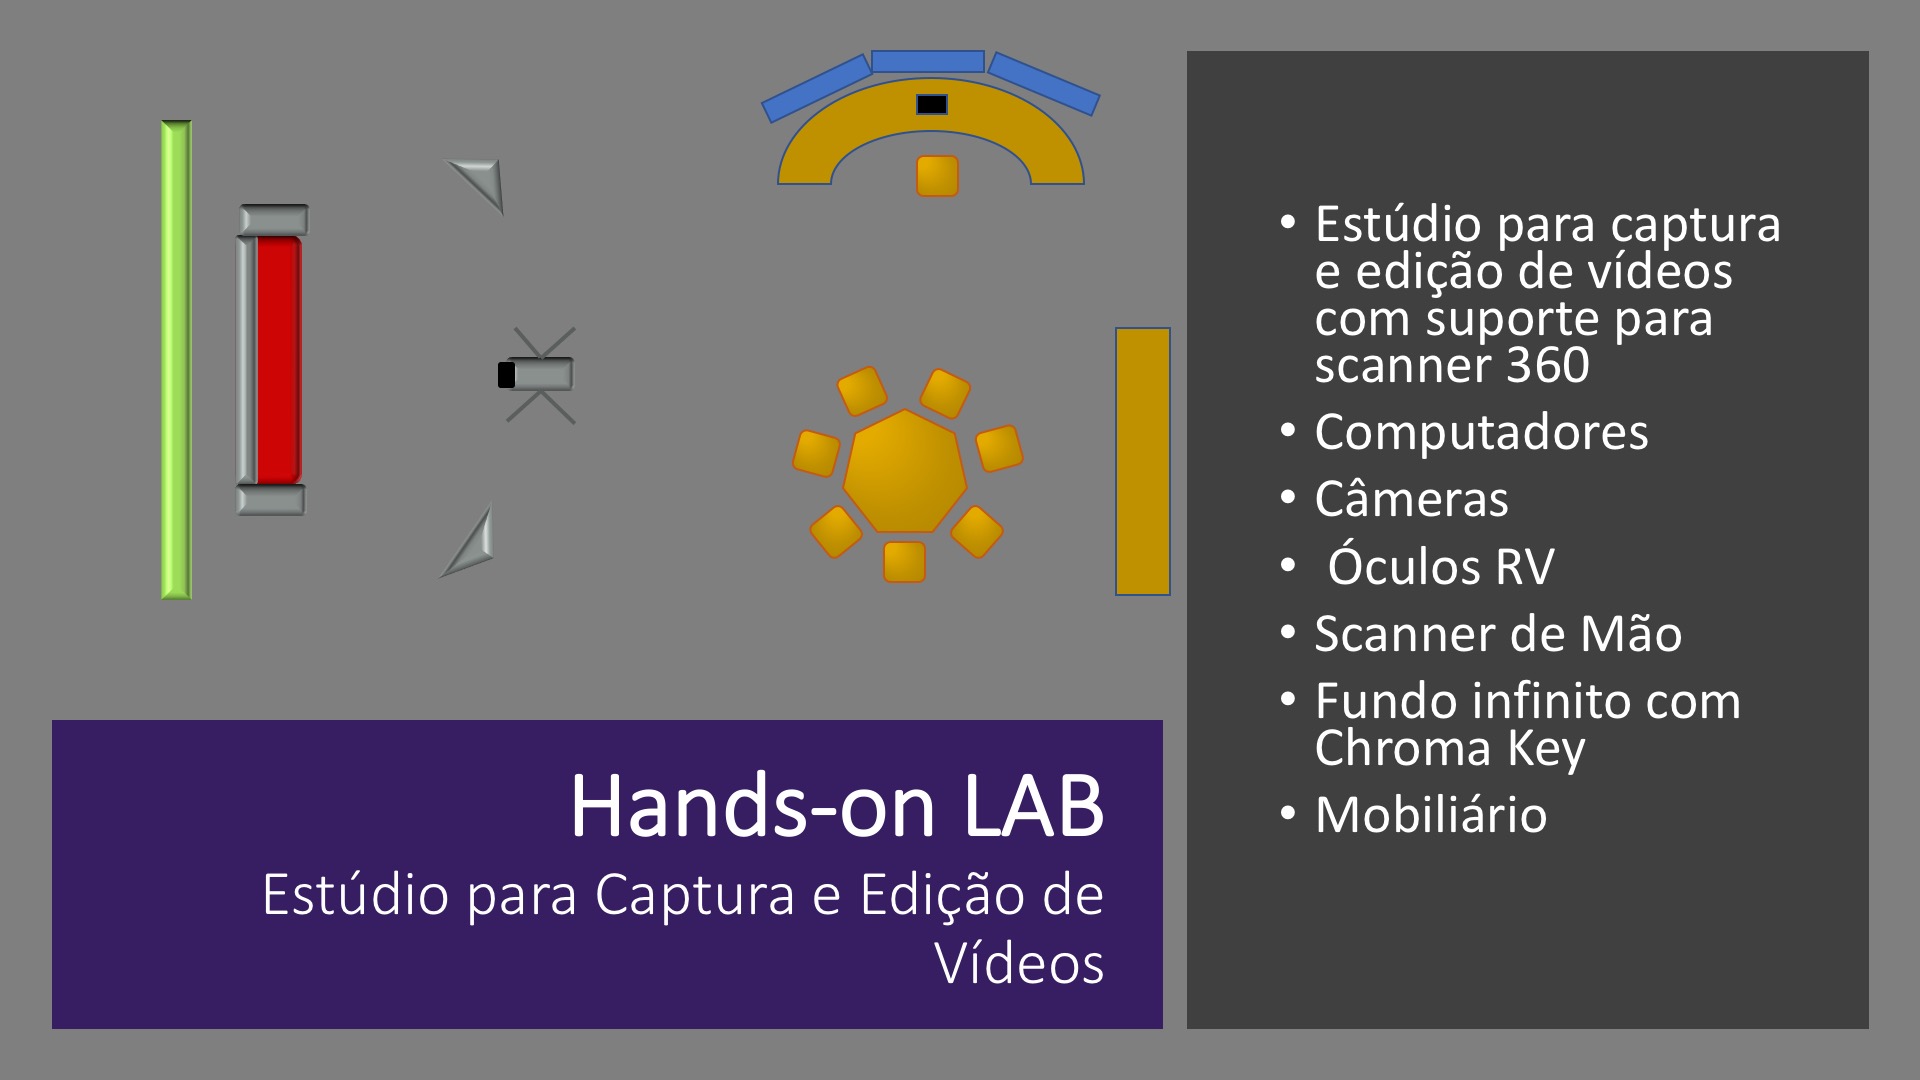 Hands-on LAB
Estúdio para Captura e Edição de
Vídeos
• Estúdio para captura
e edição de vídeos
com suporte para
scanner 360
• Computadores
• Câmeras
• Óculos RV
• Scanner de Mão
• Fundo infinito com
Chroma Key
• Mobiliário